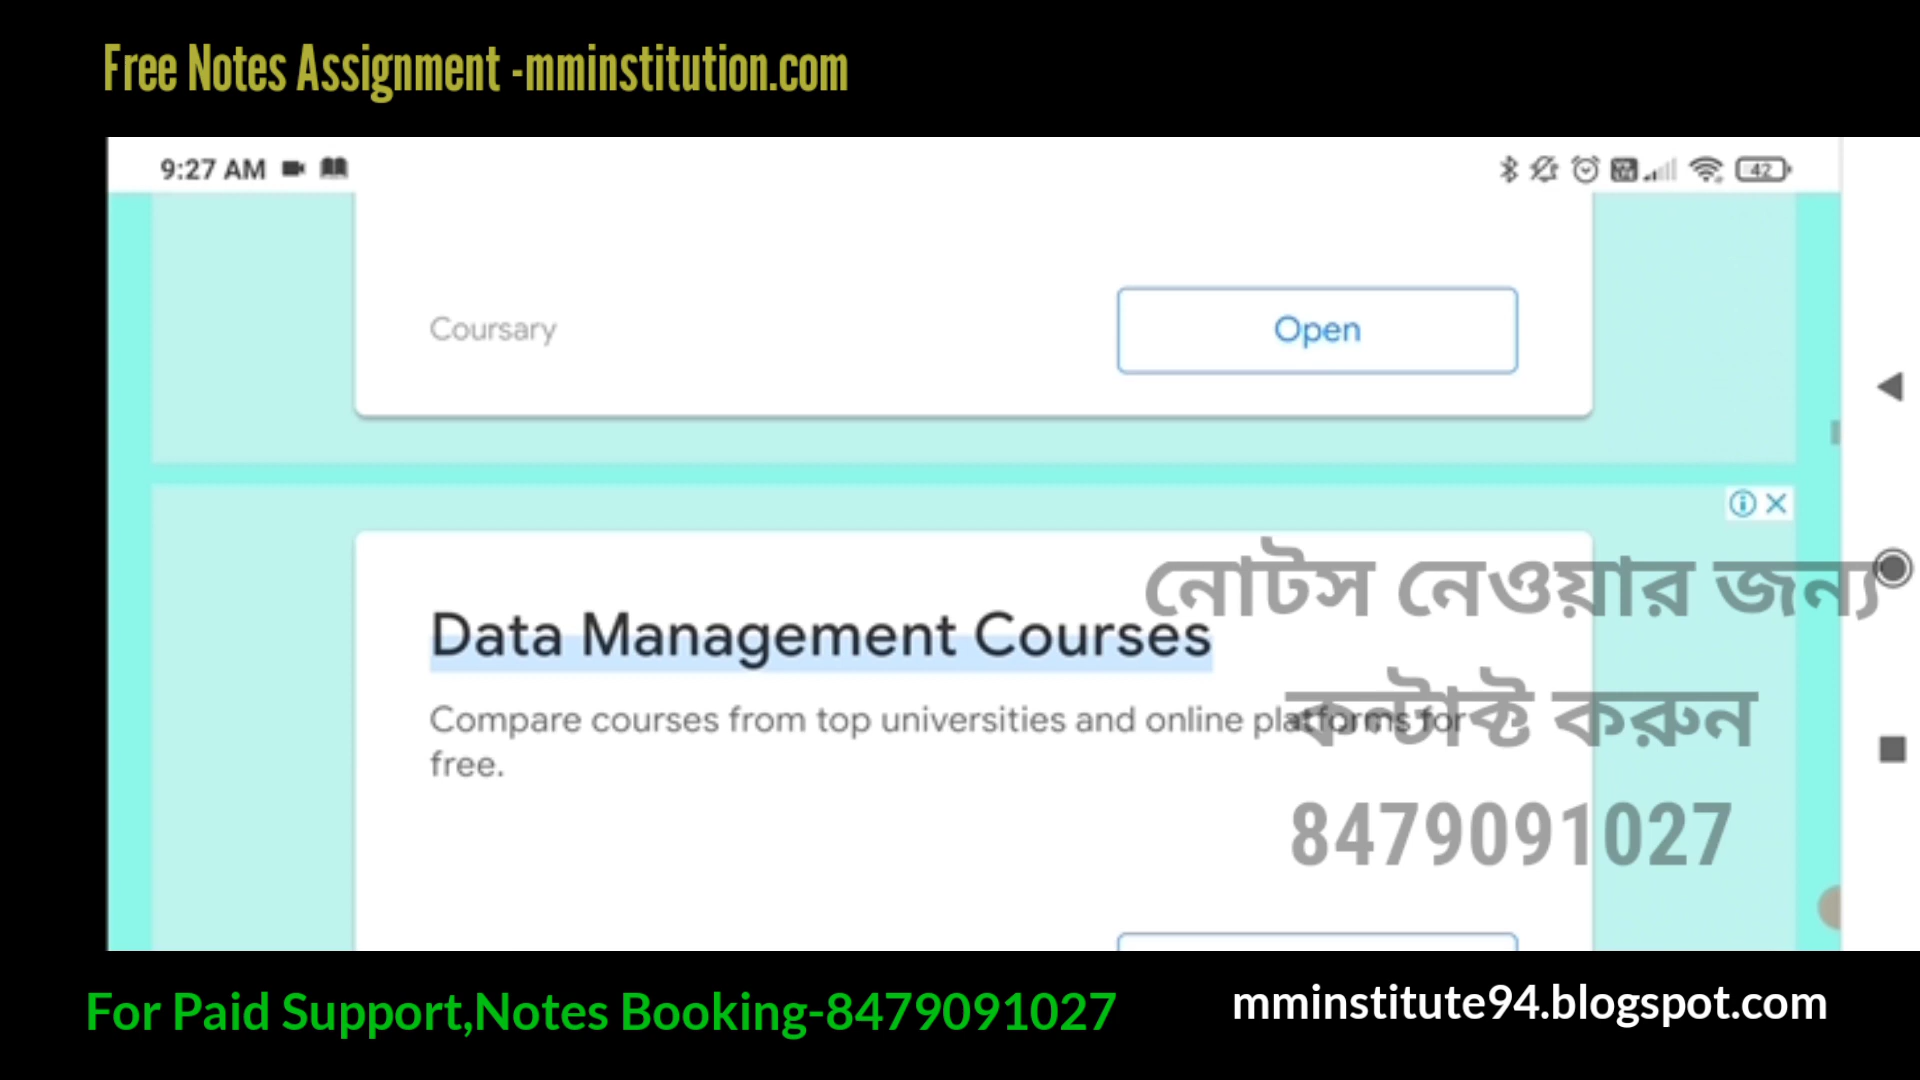 Free Notes Assignment -mminstitution.com
9:27 AM
42
Coursary
Open
Data Management Courses
Compare courses from top universities and online platforms for
free.
নোটস নেওয়ার জন্য
কন্টাক্ট করুন
8479091027
For Paid Support,Notes Booking-8479091027
mminstitute94.blogspot.com